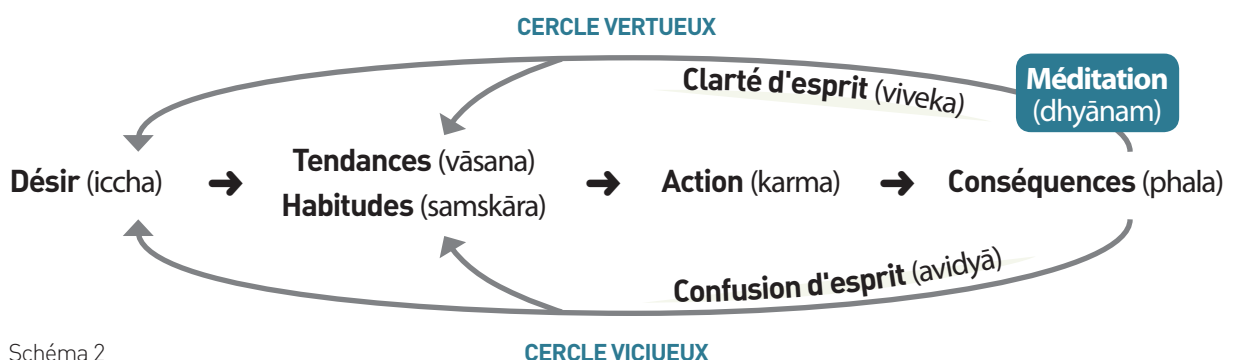 CERCLE VERTUEUX
Clarté d'esprit (viveka)
Méditation
(dhyānam)
Désir (iccha)
Tendances (vāsana)
Habitudes (samskāra)
Action (karma)
Conséquences (phala)
Confusion d'esprit (avidyā)
Schéma 2
CERCLE VICIUEUX